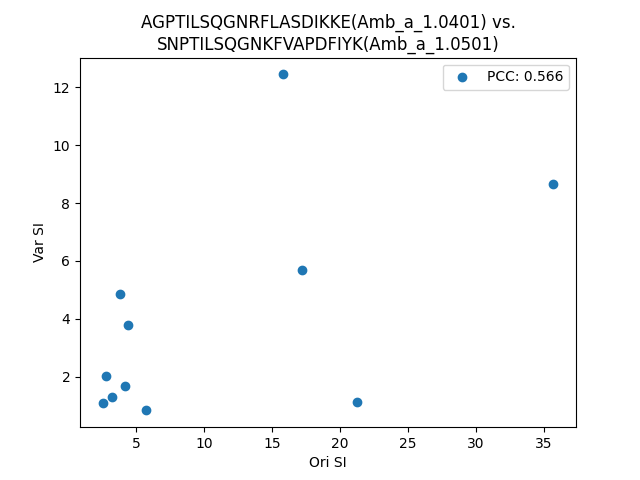 AGPTILSQGNRFLASDIKKE(Amb_a_1.0401) vs.
SNPTILSQGNKFVAPDFIYK(Amb_a_1.0501)
PCC: 0.566
12
10
8
6
4
2
Var SI
5 10 15 20 25 30 35
Ori SI